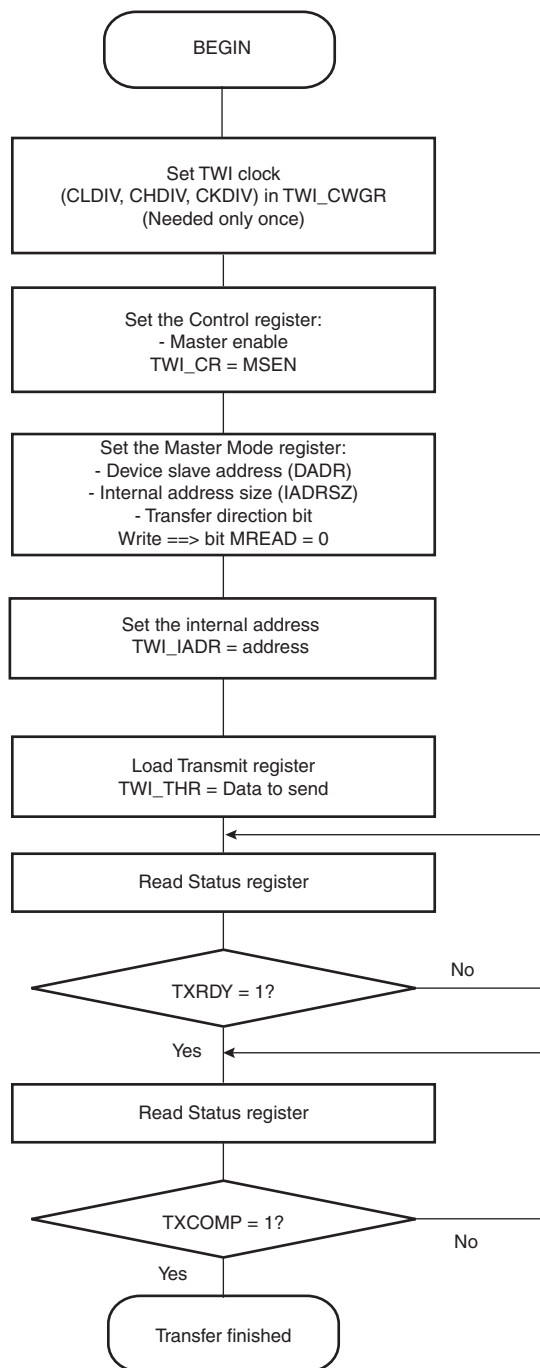 BEGIN
Set TWI clock
(CLDIV, CHDIV, CKDIV) in TWI_CWGR
(Needed only once)
Set the Control register:
- Master enable
TWI_CR = MSEN
Set the Master Mode register:
- Device slave address (DADR)
- Internal address size (IADRSZ)
- Transfer direction bit
Write ==> bit MREAD = 0
Set the internal address
TWI_IADR = address
Load Transmit register
TWI_THR = Data to send
Read Status register
TXRDY = 1?
No
Yes
Read Status register
TXCOMP = 1?
No
Yes
Transfer finished